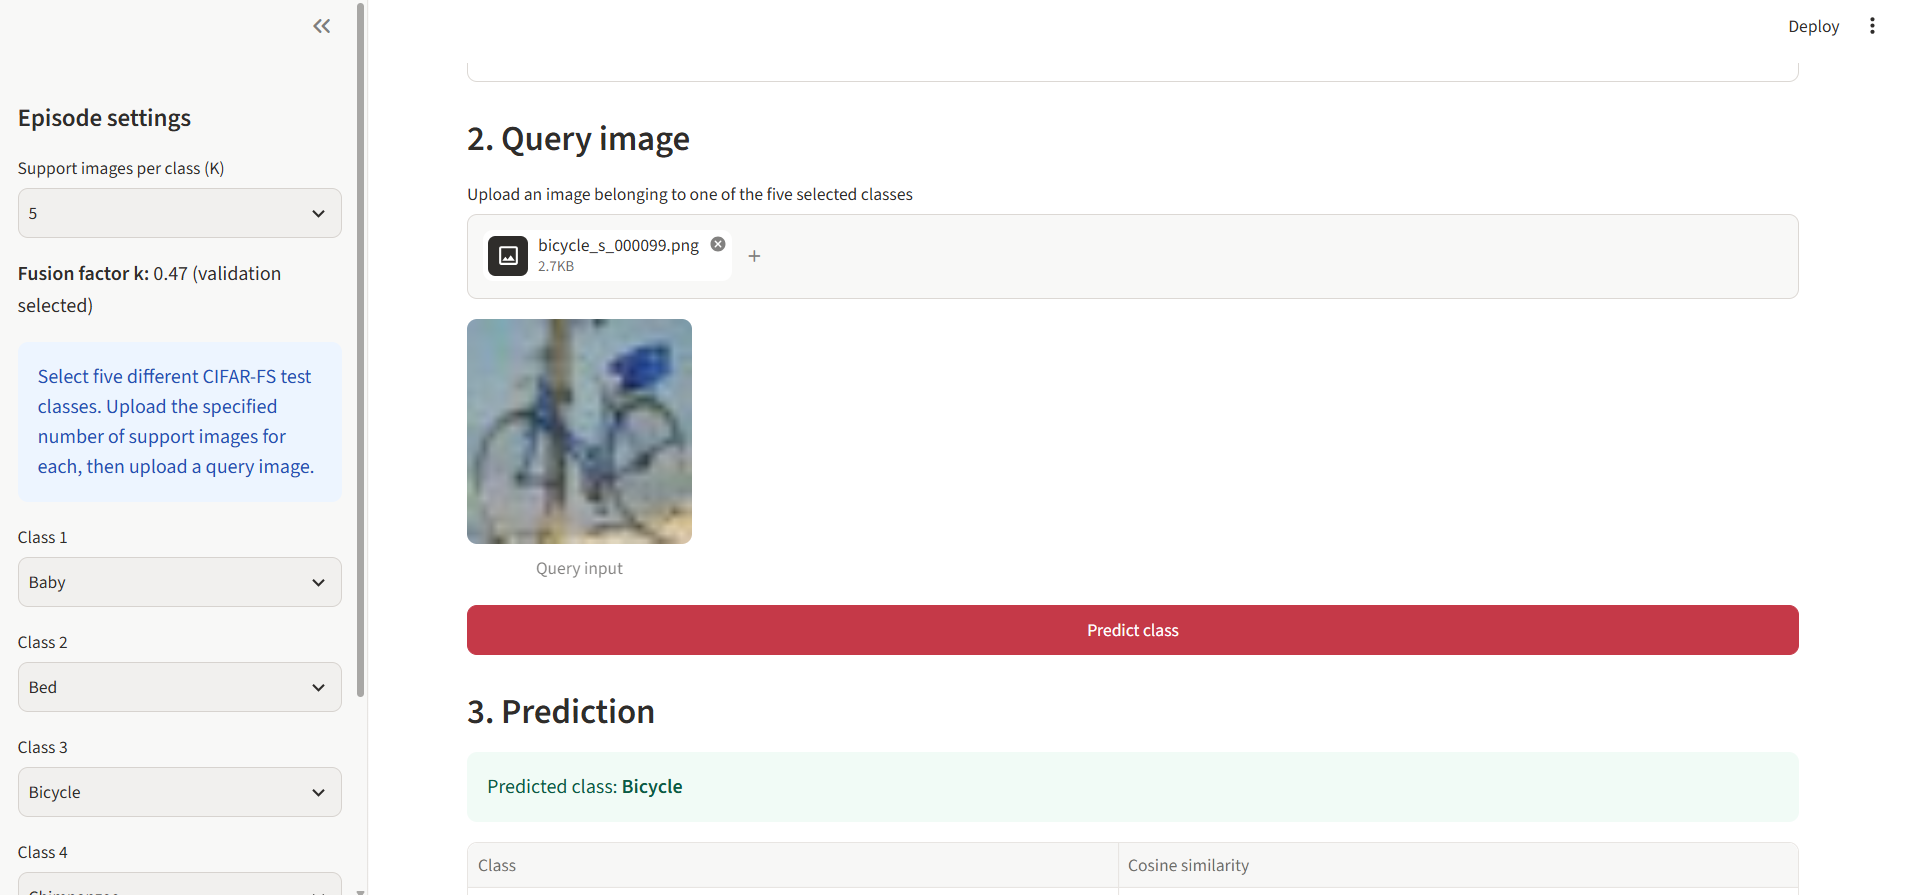 Deploy
Episode settings
Support images per class (K)
5
Fusion factor k: 0.47 (validation
selected)
Select five different CIFAR-FS test
classes. Upload the specified
number of support images for
each, then upload a query image.
Class 1
Baby
Class 2
Bed
Class 3
Bicycle
Class 4
2. Query image
Upload an image belonging to one of the five selected classes
bicycle_s_000099.png
2.7KB
Query input
Predict class
3. Prediction
Predicted class: Bicycle
Class
Cosine similarity